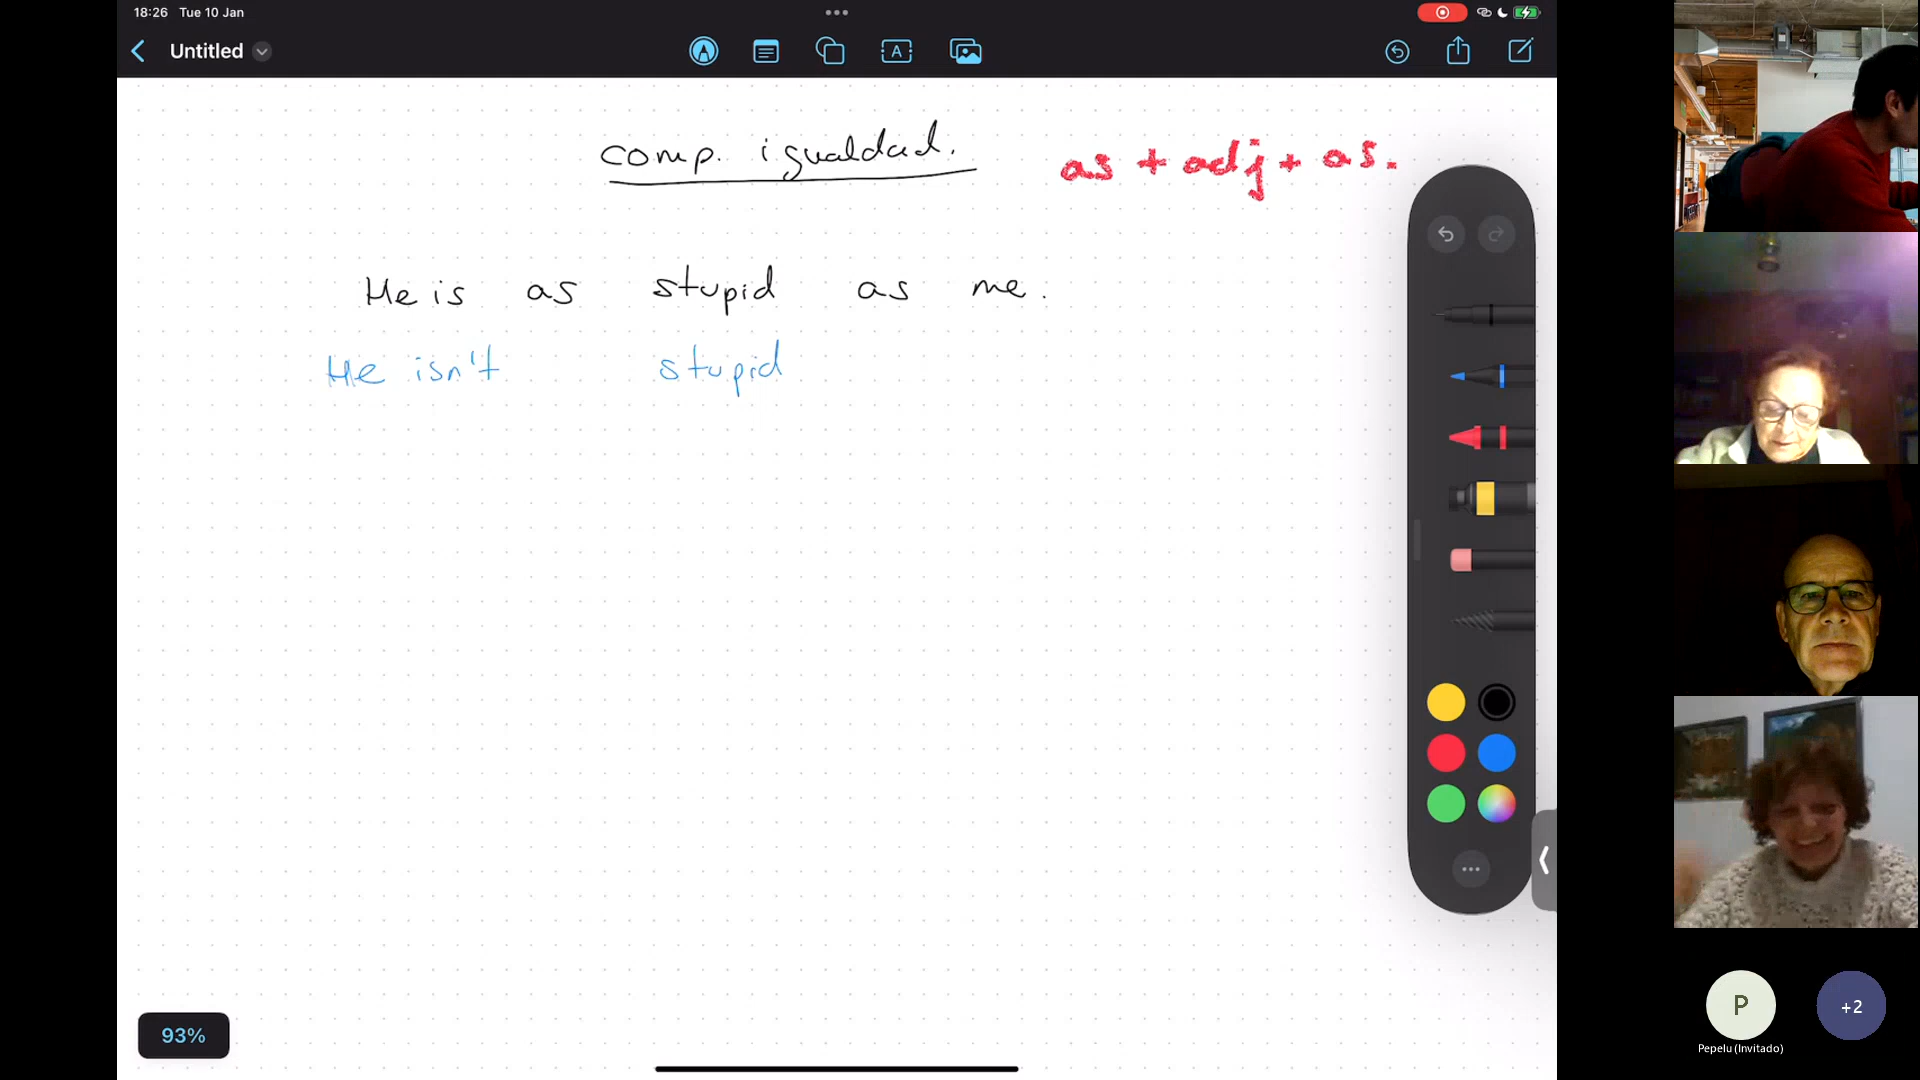 18:26 Tue 10 Jan
Untitled
A
comp. igualdad. as + adj + as.
He is as stupid as me.
He isn't stupid
93%
P
+2
Pepelu (Invitado)